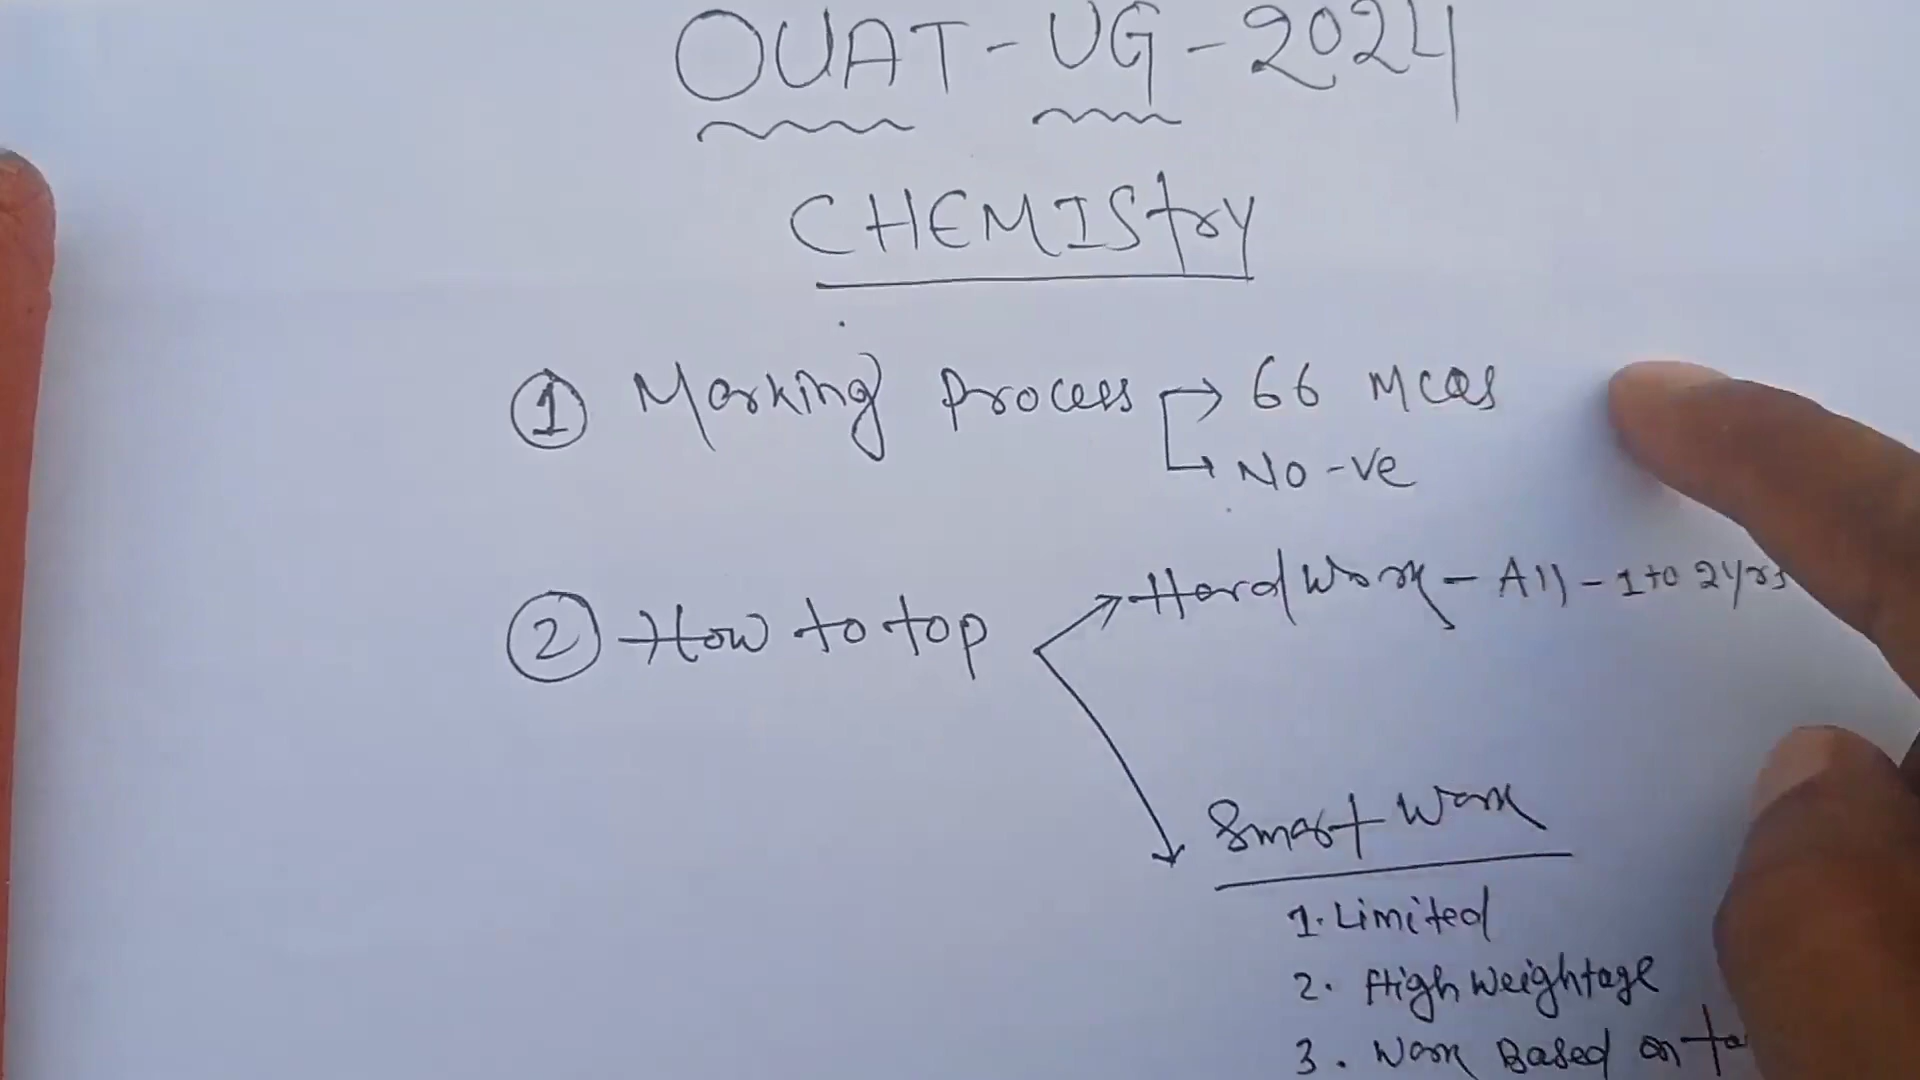 OUAT-UG-2024
CHEMIStry
① Marking Process → 66 MCQS
→ No -ve
② How to top → Hard Work - All - 1 to 2 yrs
Smart Work
1. Limited
2. High Weightage
3. Work Based on